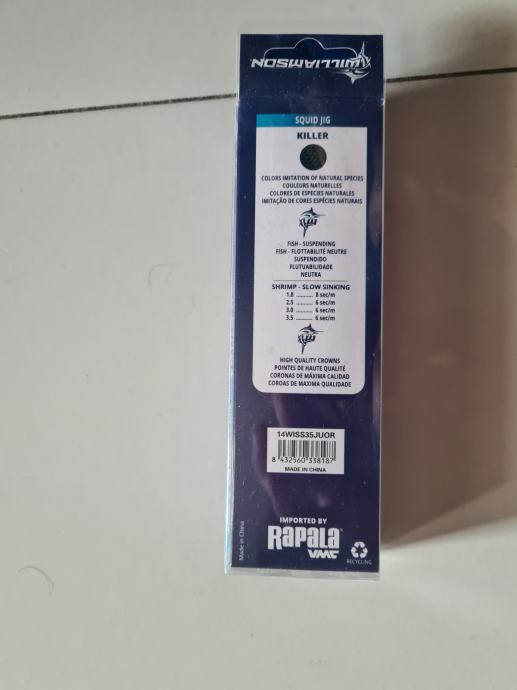 WILLIAMSON
SQUID JIG
KILLER
COLORS IMITATION OF NATURAL SPECIES
COULEURS NATURELLES
COLORES DE ESPECIES NATURALES
IMITAÇÃO DE CORES ESPÉCIES NATURAIS
FISH - SUSPENDING
FISH - FLOTTABILITÉ NEUTRE
SUSPENDIDO
FLUTUABILIDADE
NEUTRA
SHRIMP - SLOW SINKING
1.8 .......... 8 sec/m
2.5 .......... 6 sec/m
3.0 .......... 6 sec/m
3.5 .......... 6 sec/m
HIGH QUALITY CROWNS
POINTES DE HAUTE QUALITÉ
CORONAS DE MÁXIMA CALIDAD
COROAS DE MAXIMA QUALIDADE
14WISS35JUOR
8 432560 338187
MADE IN CHINA
Made in China
IMPORTED BY
RAPALA
VMC
RECYCLING